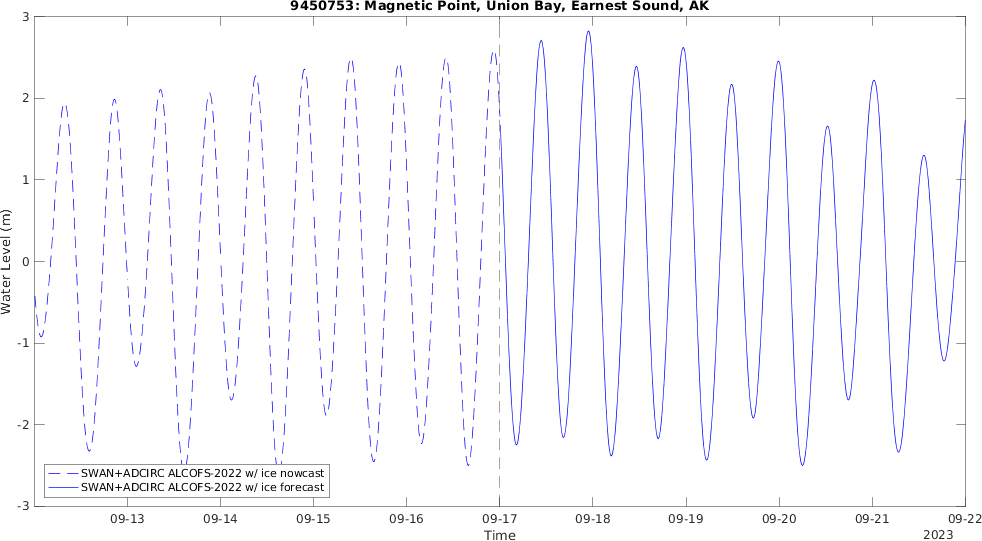 9450753: Magnetic Point, Union Bay, Earnest Sound, AK
3
2
1
0
-1
-2
-3
Water Level (m)
SWAN+ADCIRC ALCOFS-2022 w/ ice nowcast
SWAN+ADCIRC ALCOFS-2022 w/ ice forecast
09-13 09-14 09-15 09-16 09-17 09-18 09-19 09-20 09-21 09-22
Time
2023